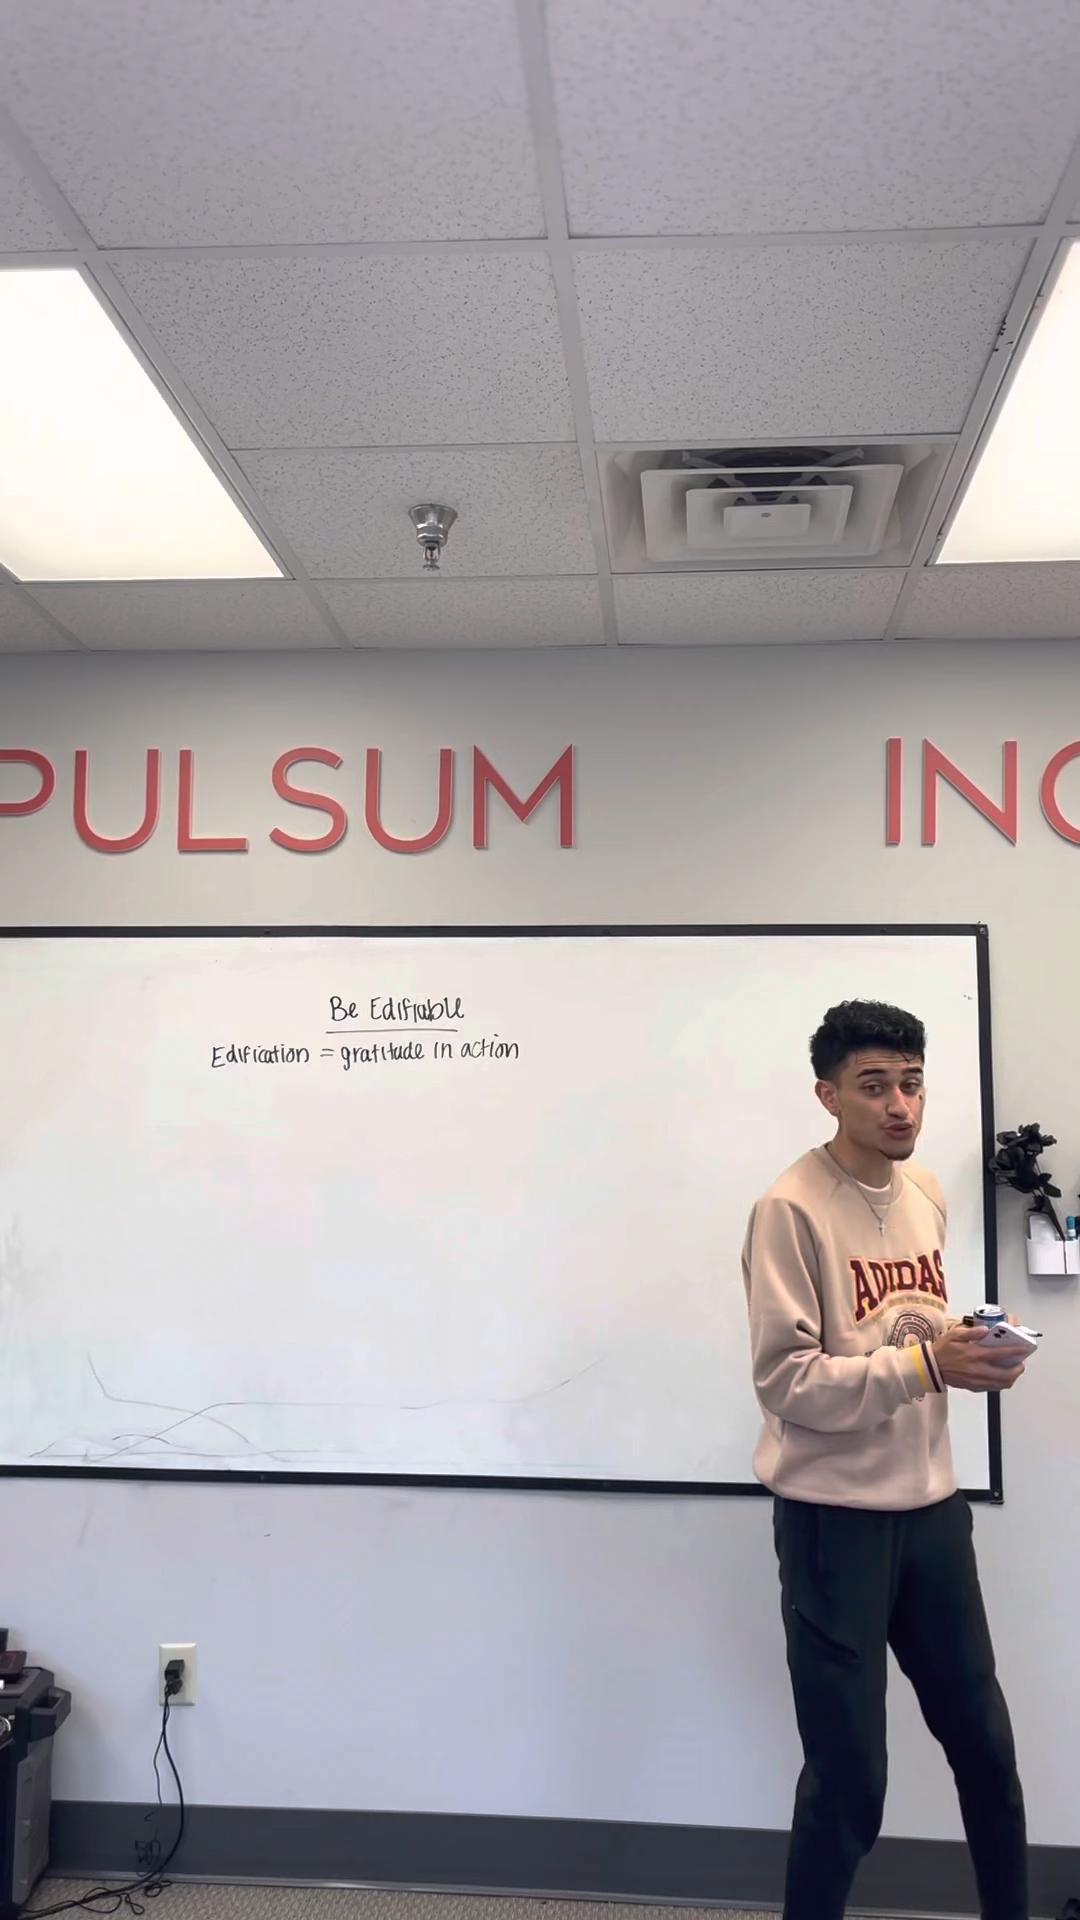 PULSUM INC
Be Edifiable
Edification = gratitude in action
ADIDAS